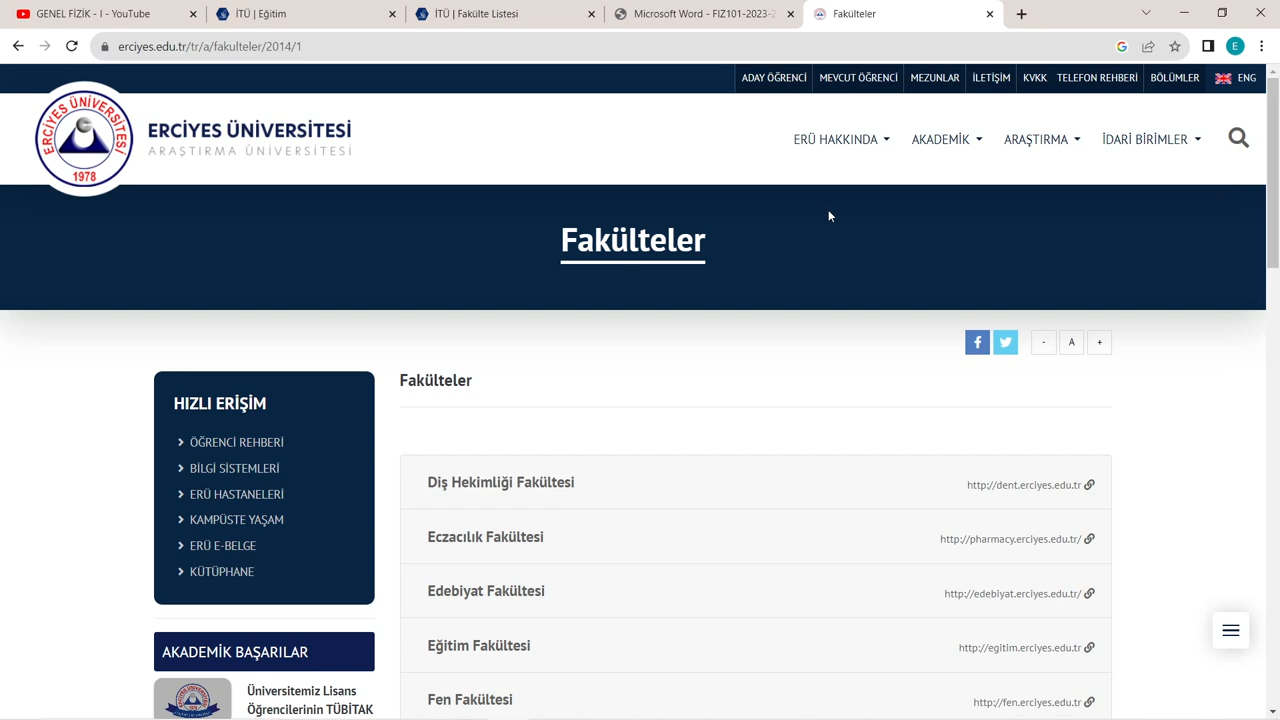 GENEL FİZİK - I - YouTube
İTÜ | Eğitim
İTÜ | Fakülte Listesi
Microsoft Word - FIZ101-2023-2
Fakülteler
erciyes.edu.tr/tr/a/fakulteler/2014/1
E
ADAY ÖĞRENCİ MEVCUT ÖĞRENCİ MEZUNLAR İLETİŞİM KVKK TELEFON REHBERİ BÖLÜMLER ENG
ERCİYES ÜNİVERSİTESİ
1978
ERCİYES ÜNİVERSİTESİ
ARAŞTIRMA ÜNİVERSİTESİ
ERÜ HAKKINDA AKADEMİK ARAŞTIRMA İDARİ BİRİMLER
Fakülteler
- A +
HIZLI ERİŞİM
ÖĞRENCİ REHBERİ
BİLGİ SİSTEMLERİ
ERÜ HASTANELERİ
KAMPÜSTE YAŞAM
ERÜ E-BELGE
KÜTÜPHANE
AKADEMİK BAŞARILAR
Üniversitemiz Lisans
Öğrencilerinin TÜBİTAK
Fakülteler
Diş Hekimliği Fakültesi http://dent.erciyes.edu.tr
Eczacılık Fakültesi http://pharmacy.erciyes.edu.tr/
Edebiyat Fakültesi http://edebiyat.erciyes.edu.tr/
Eğitim Fakültesi http://egitim.erciyes.edu.tr
Fen Fakültesi http://fen.erciyes.edu.tr